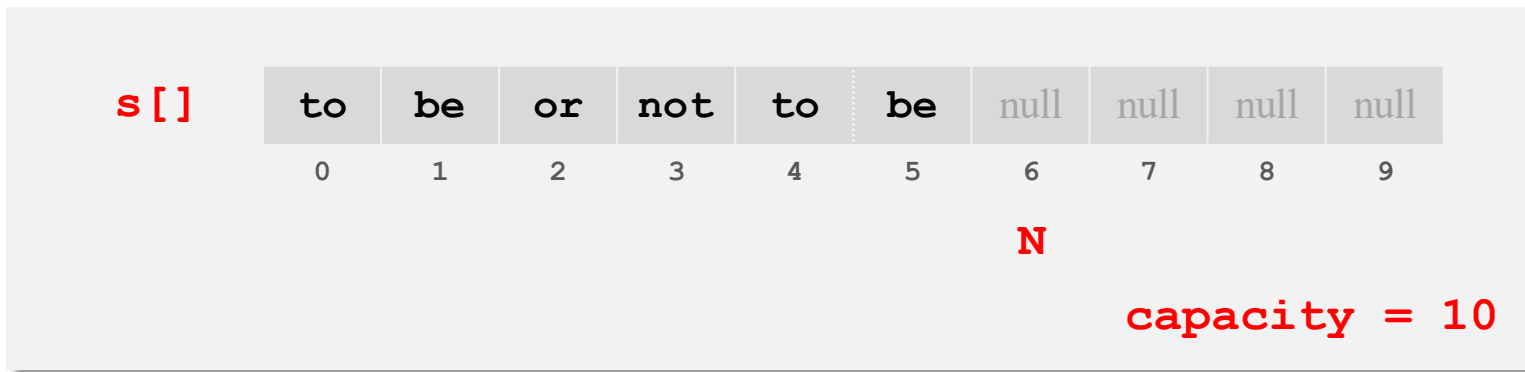 s[] to be or not to be null null null null
0 1 2 3 4 5 6 7 8 9
N
capacity = 10